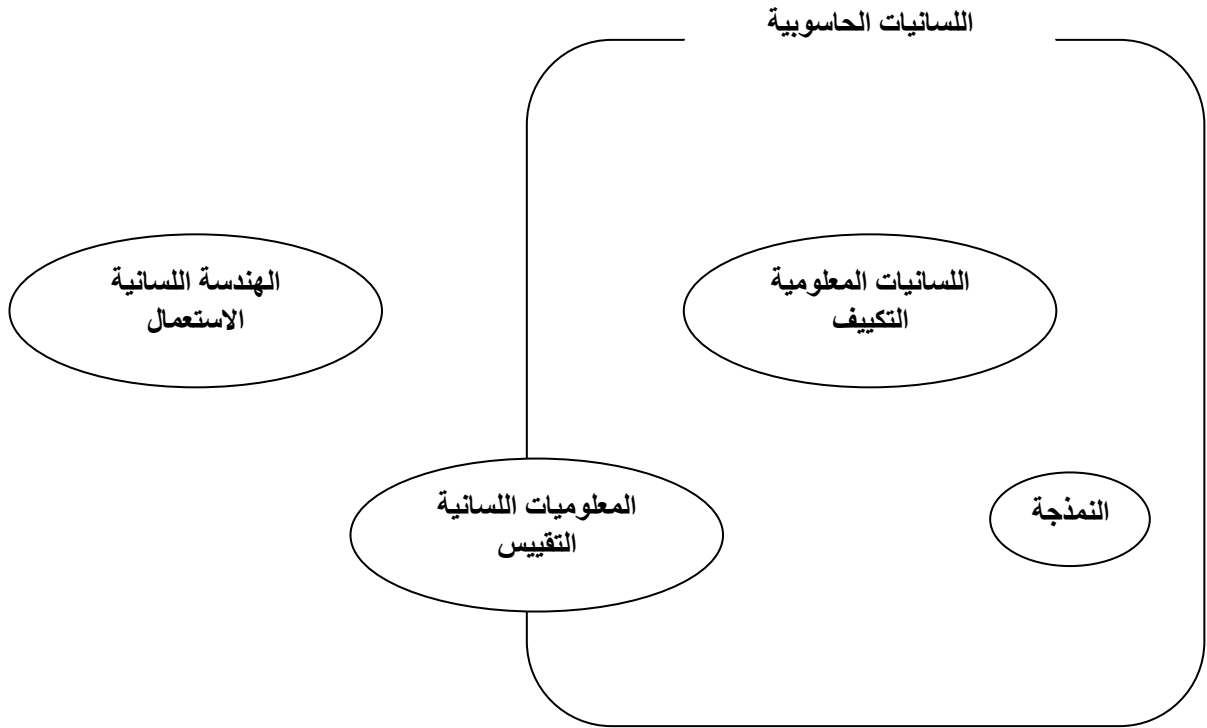 اللسانيات الحاسوبية
اللسانيات المعلومية
التكييف
الهندسة اللسانية
الاستعمال
النمذجة
المعلوميات اللسانية
التقييس